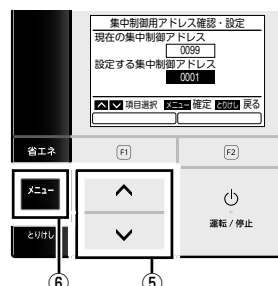 集中制御用アドレス確認・設定
現在の集中制御アドレス
0099
設定する集中制御アドレス
0001
項目選択 メニュー 確定 とりけし 戻る
省エネ
F1
F2
メニュー
運転/停止
とりけし
⑥
⑤